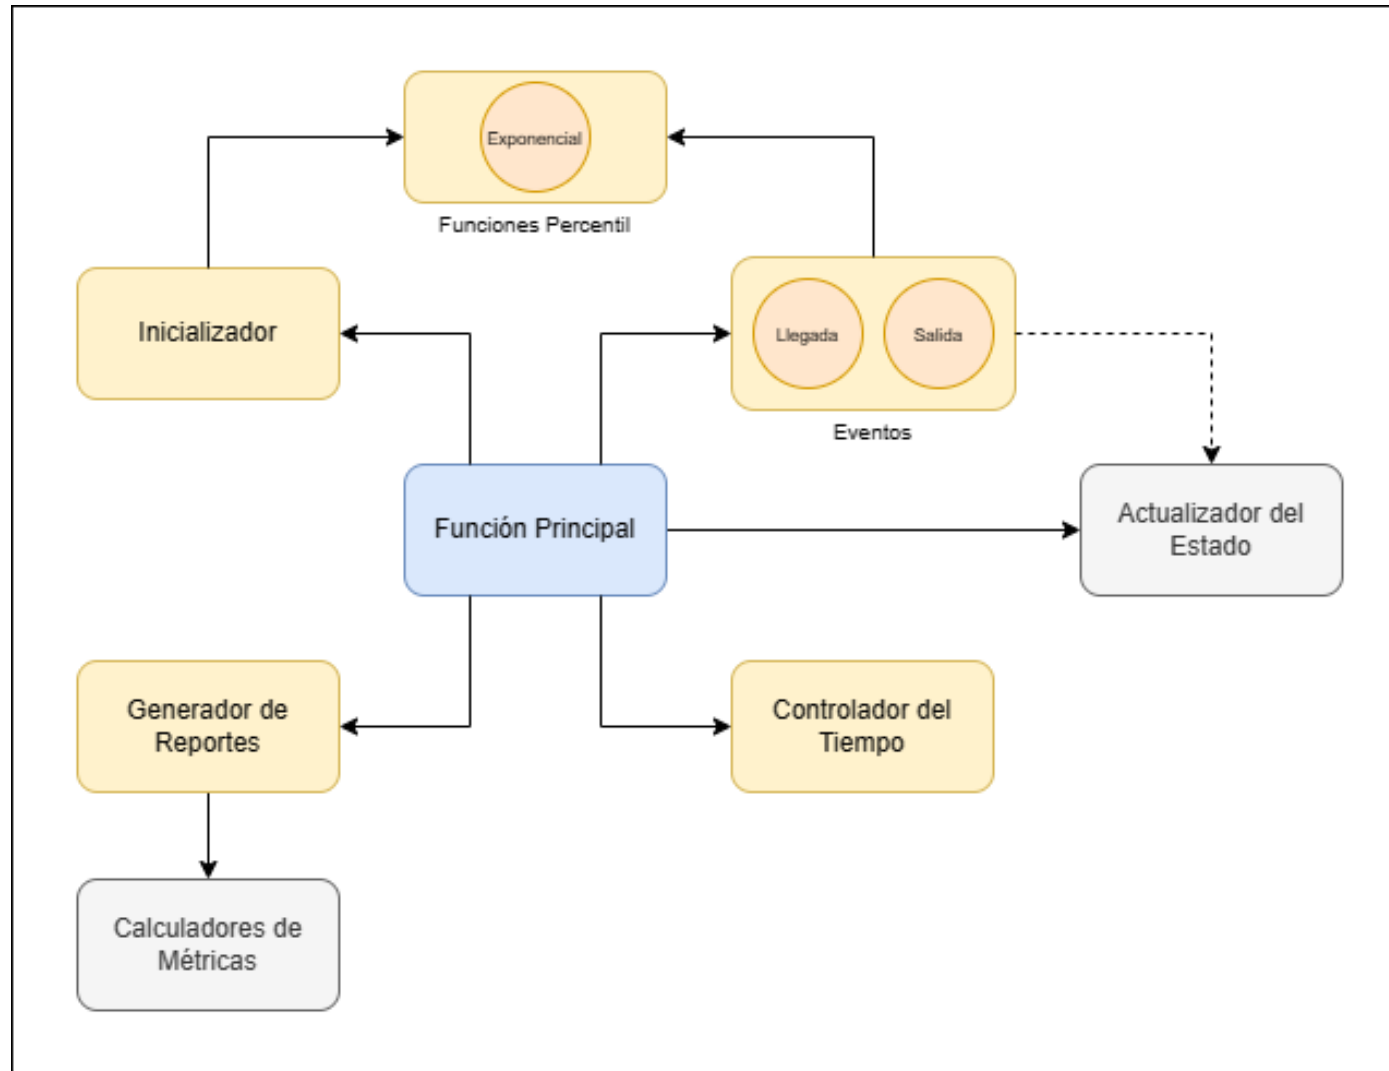 Exponencial
Funciones Percentil
Inicializador
Llegada
Salida
Eventos
Función Principal
Actualizador del
Estado
Generador de
Reportes
Controlador del
Tiempo
Calculadores de
Métricas